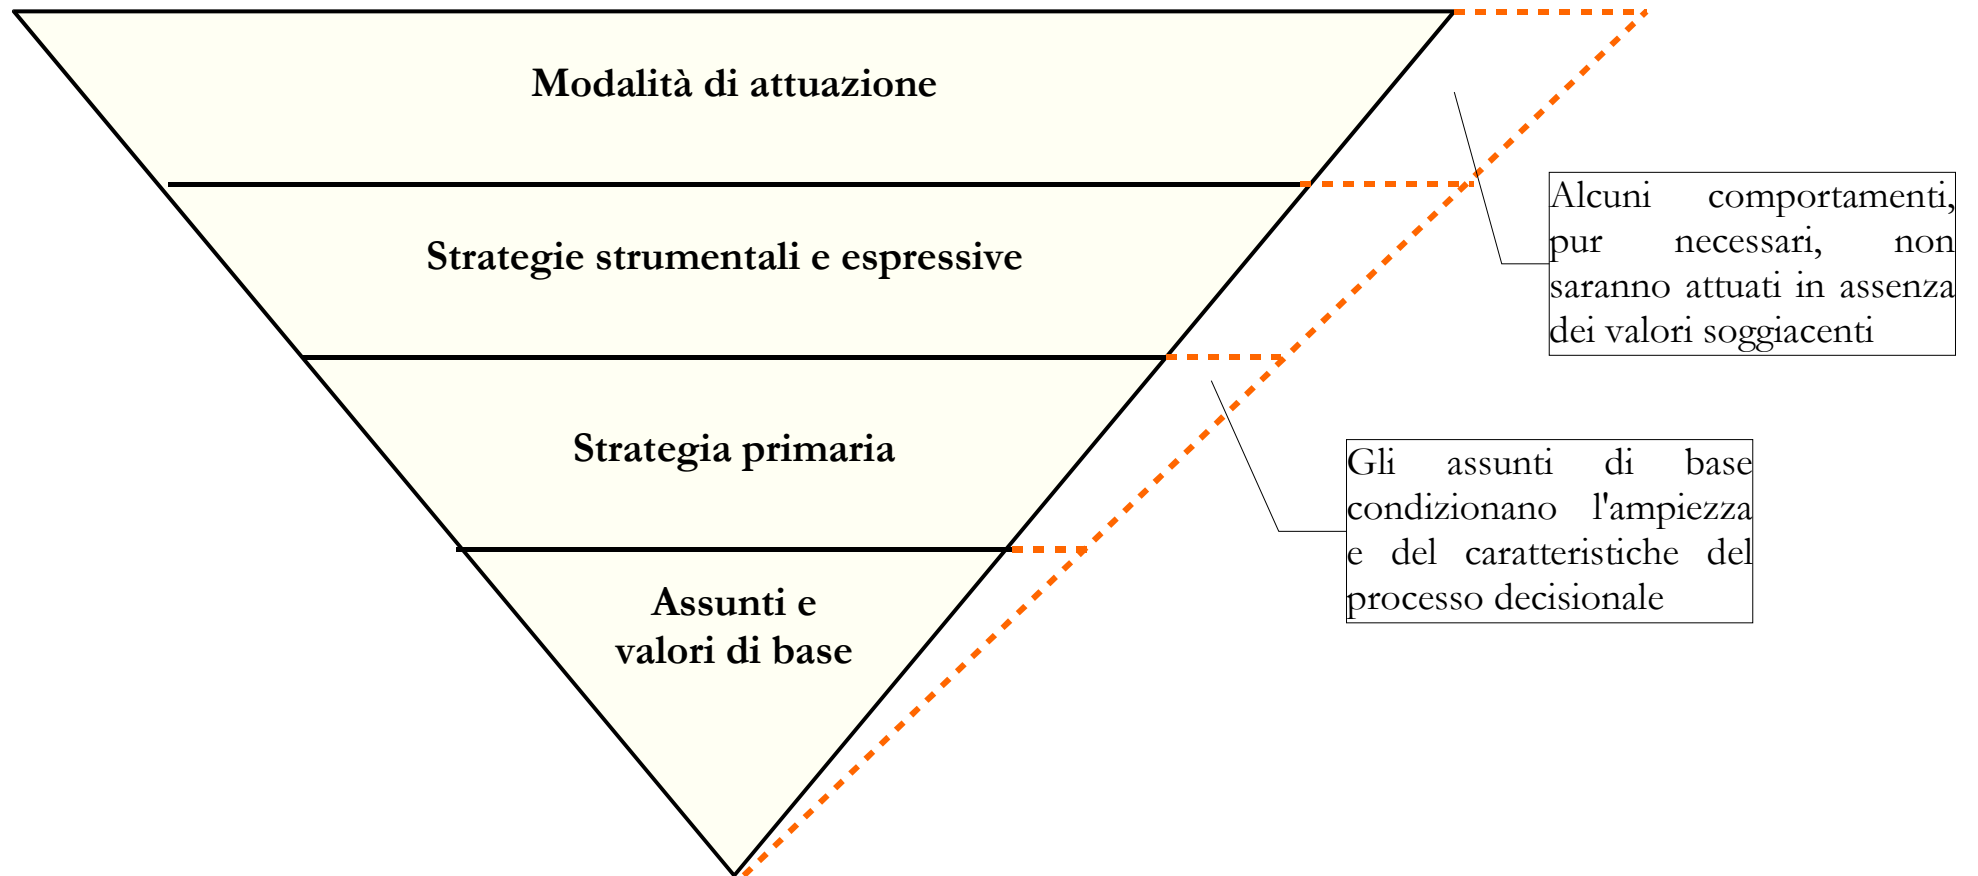 Modalità di attuazione
Strategie strumentali e espressive
Strategia primaria
Assunti e
valori di base
Alcuni comportamenti,
pur necessari, non
saranno attuati in assenza
dei valori soggiacenti
Gli assunti di base
condizionano l'ampiezza
e del caratteristiche del
processo decisionale